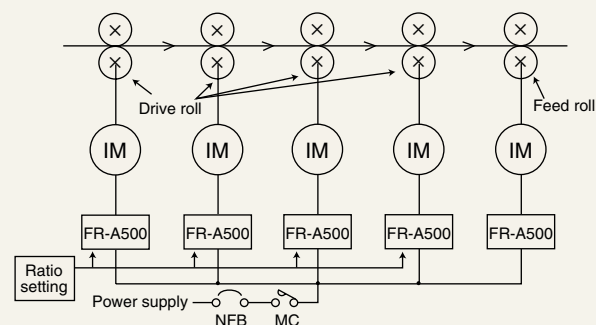 Drive roll
Feed roll
IM IM IM IM IM
FR-A500 FR-A500 FR-A500 FR-A500 FR-A500
Ratio
setting
Power supply
NFB MC